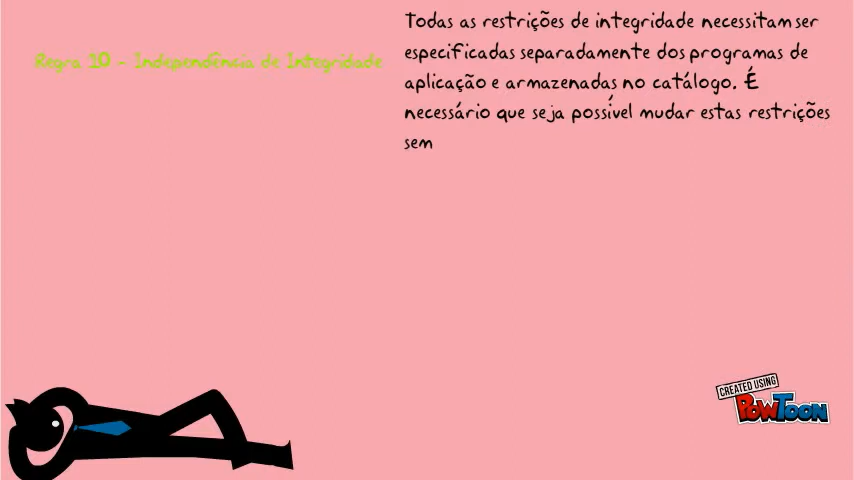 Regra 10 - Independência de Integridade
Todas as restrições de integridade necessitam ser
especificadas separadamente dos programas de
aplicação e armazenadas no catálogo. É
necessário que seja possível mudar estas restrições
sem
CREATED USING
POWTOON